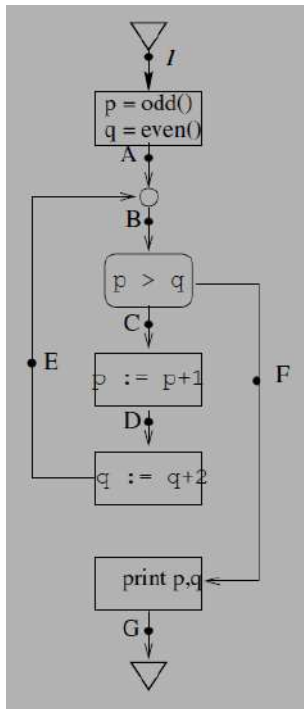 I
p = odd()
q = even()
A
B
p > q
C
p := p+1
E
F
D
q := q+2
print p,q
G